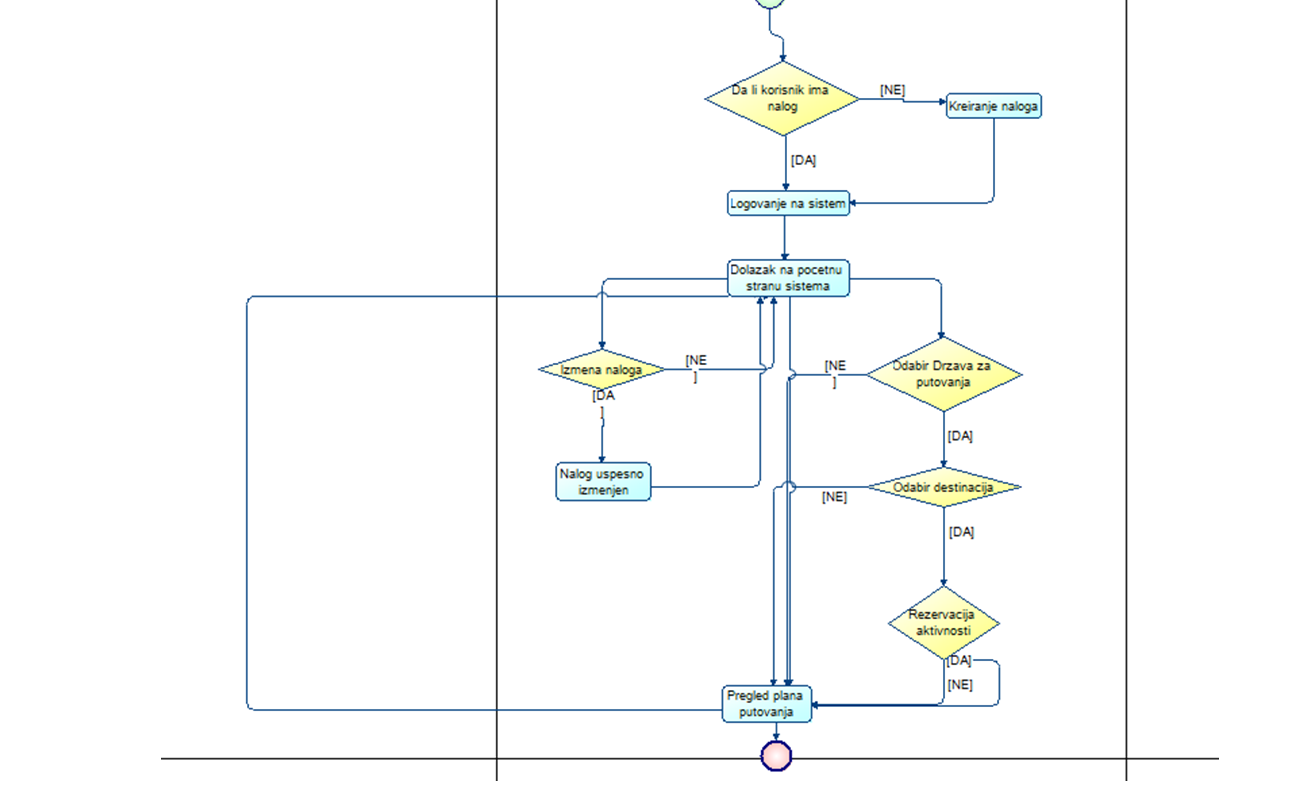 Da li korisnik ima
nalog
[NE]
Kreiranje naloga
[DA]
Logovanje na sistem
Dolazak na pocetnu
stranu sistema
Izmena naloga
[NE
]
[NE
]
Odabir Drzava za
putovanja
[DA
]
[DA]
Nalog uspesno
izmenjen
[NE]
Odabir destinacija
[DA]
Rezervacija
aktivnosti
[DA]
[NE]
Pregled plana
putovanja